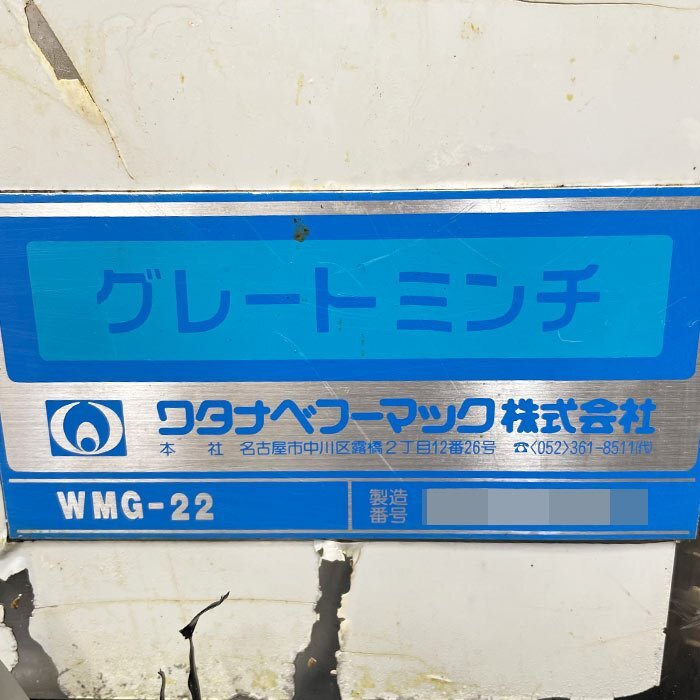 グレートミンチ
ワタナベフーマック株式会社
本 社 名古屋市中川区露橋2丁目12番26号 ☎〈052〉361-8511(代)
WMG-22
製造番号